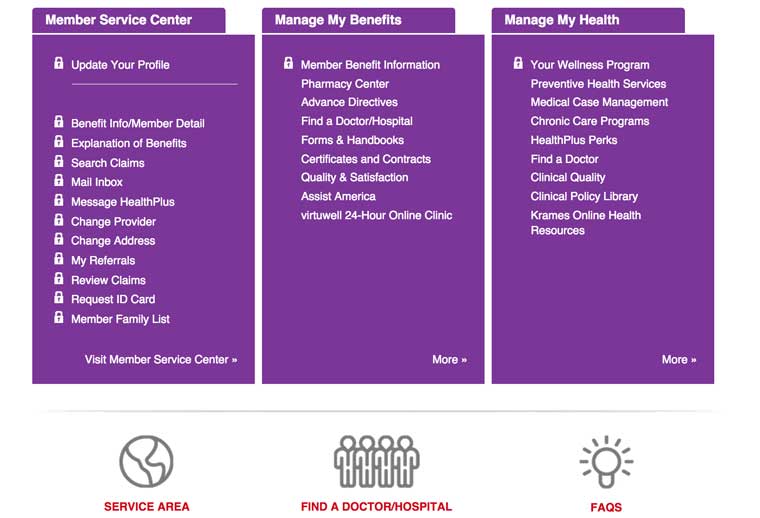 Member Service Center
Update Your Profile
Benefit Info/Member Detail
Explanation of Benefits
Search Claims
Mail Inbox
Message HealthPlus
Change Provider
Change Address
My Referrals
Review Claims
Request ID Card
Member Family List
Visit Member Service Center »
Manage My Benefits
Member Benefit Information
Pharmacy Center
Advance Directives
Find a Doctor/Hospital
Forms & Handbooks
Certificates and Contracts
Quality & Satisfaction
Assist America
virtuwell 24-Hour Online Clinic
More »
Manage My Health
Your Wellness Program
Preventive Health Services
Medical Case Management
Chronic Care Programs
HealthPlus Perks
Find a Doctor
Clinical Quality
Clinical Policy Library
Krames Online Health
Resources
More »
SERVICE AREA
FIND A DOCTOR/HOSPITAL
FAQS